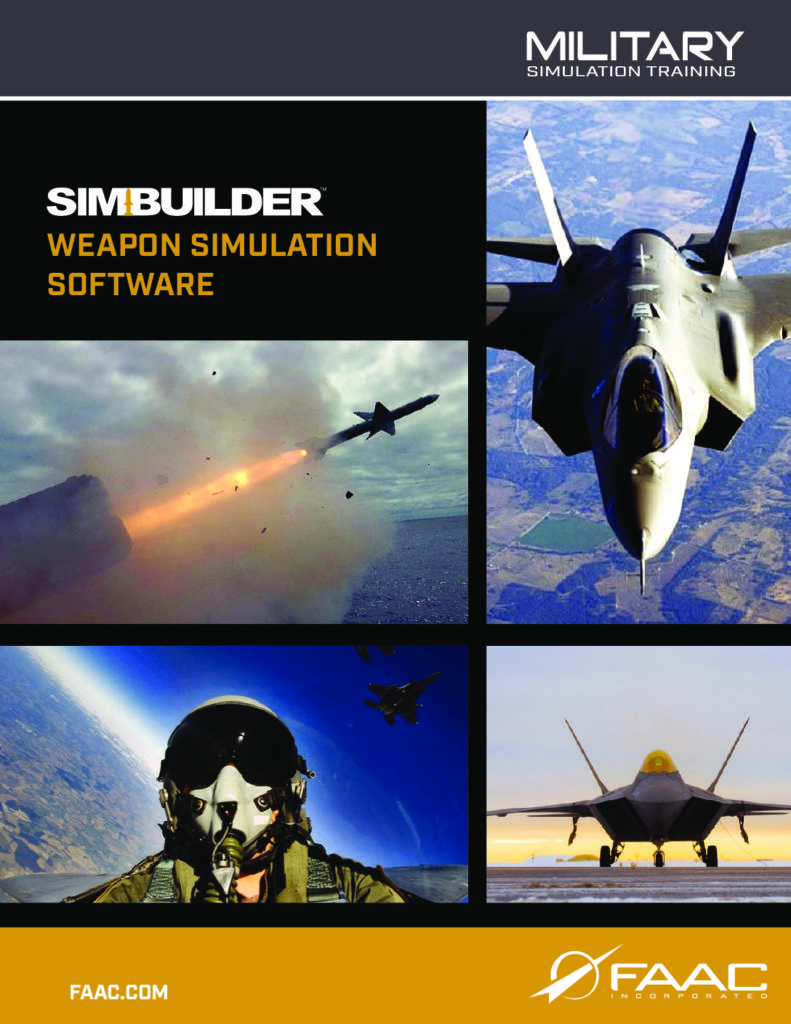 MILITARY
SIMULATION TRAINING
SIMBUILDER™
WEAPON SIMULATION
SOFTWARE
FAAC.COM
FAAC
INCORPORATED